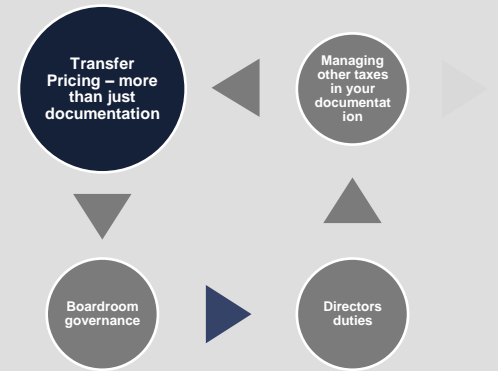 Transfer
Pricing – more
than just
documentation
Managing
other taxes
in your
documentat
ion
Boardroom
governance
Directors
duties